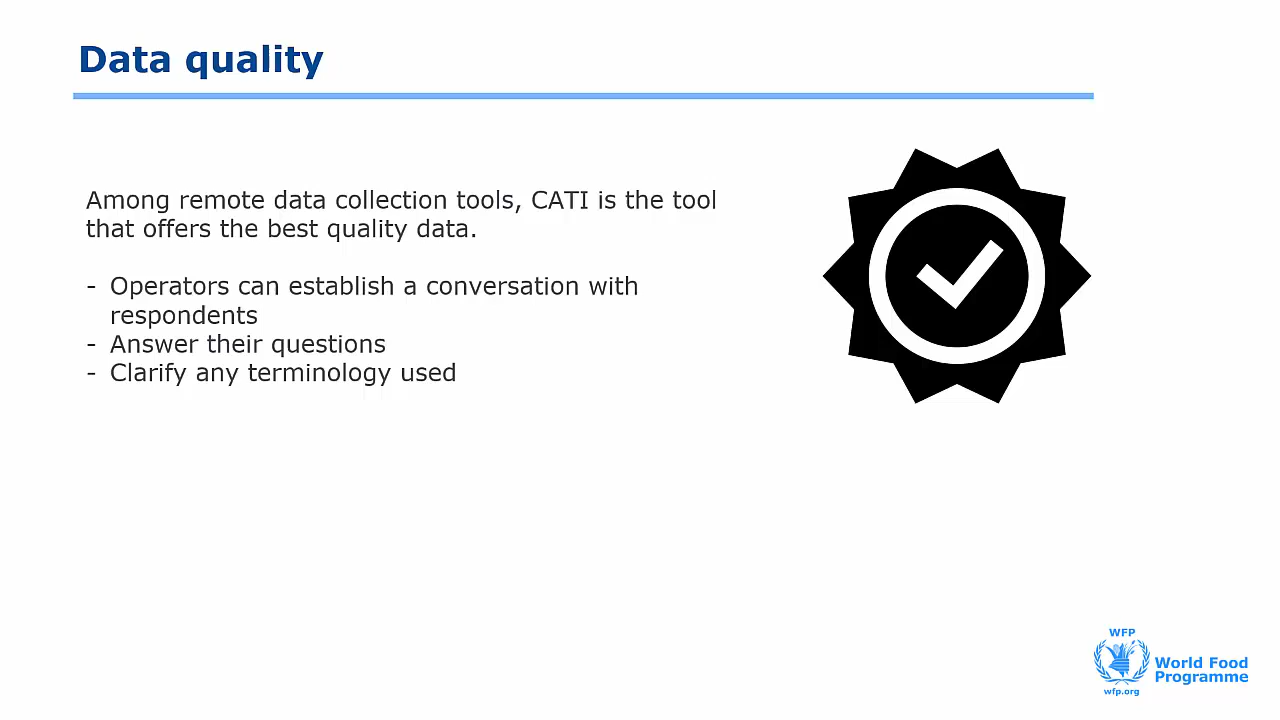 Data quality
Among remote data collection tools, CATI is the tool
that offers the best quality data.
- Operators can establish a conversation with
respondents
- Answer their questions
- Clarify any terminology used
WFP
World Food
Programme
wfp.org